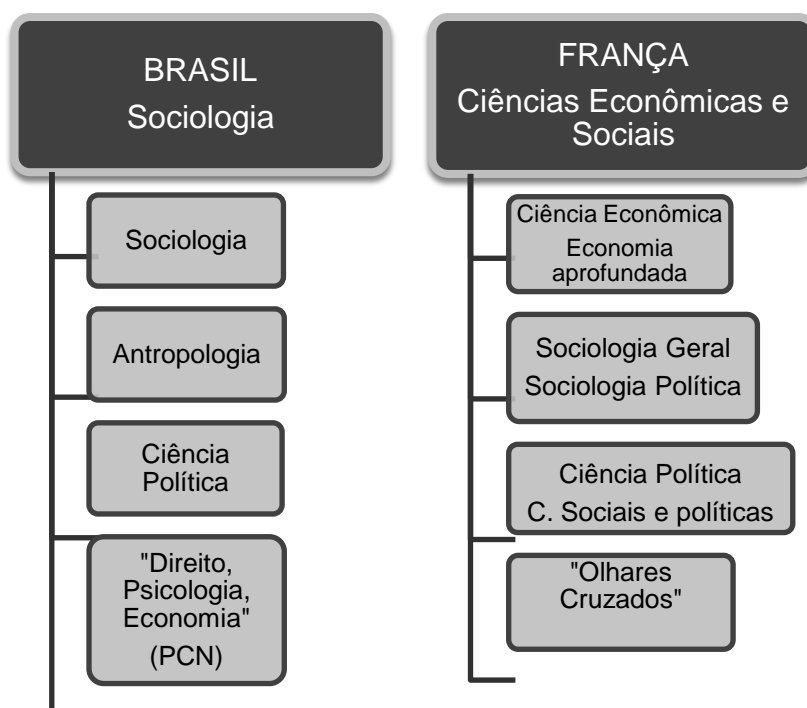 BRASIL
Sociologia
Sociologia
Antropologia
Ciência
Política
"Direito,
Psicologia,
Economia"
(PCN)
FRANÇA
Ciências Econômicas e
Sociais
Ciência Econômica
Economia
aprofundada
Sociologia Geral
Sociologia Política
Ciência Política
C. Sociais e políticas
"Olhares
Cruzados"